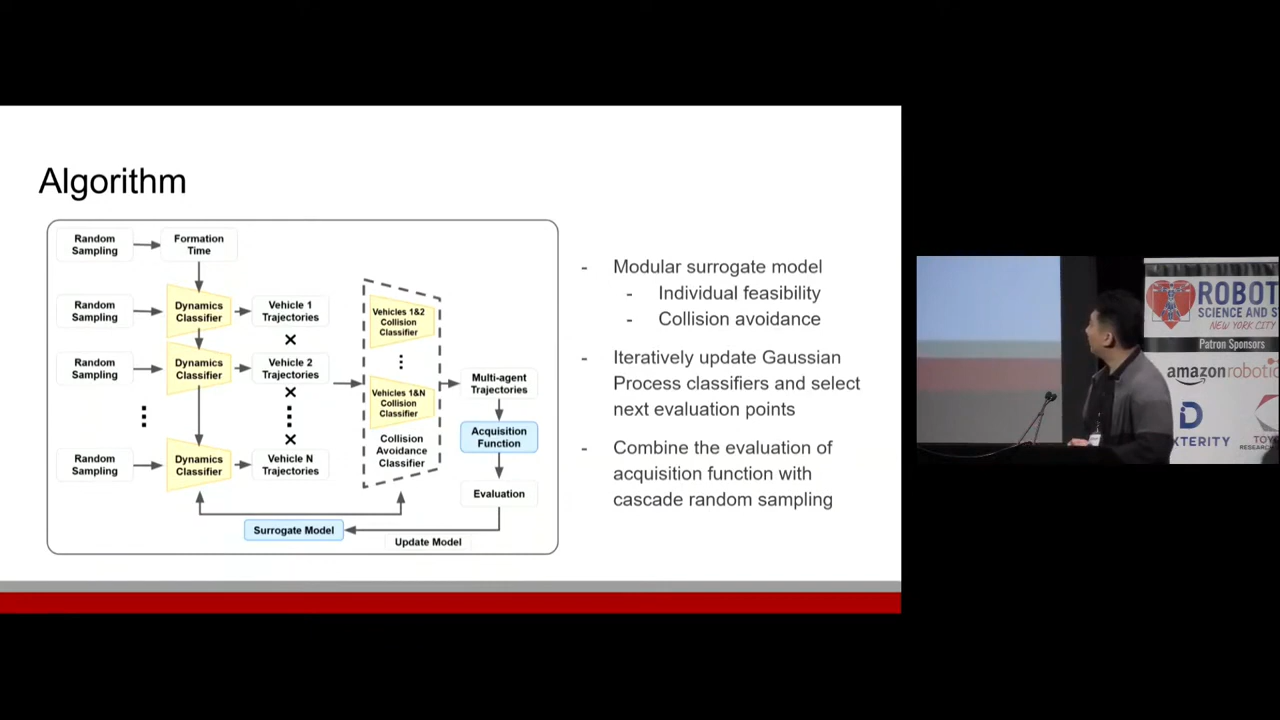 Algorithm
Random
Sampling
Formation
Time
Random
Sampling
Dynamics
Classifier
Vehicle 1
Trajectories
Random
Sampling
Dynamics
Classifier
Vehicle 2
Trajectories
Random
Sampling
Dynamics
Classifier
Vehicle N
Trajectories
Vehicles 1&2
Collision
Classifier
Vehicles 1&N
Collision
Classifier
Collision
Avoidance
Classifier
Multi-agent
Trajectories
Acquisition
Function
Evaluation
Surrogate Model
Update Model
- Modular surrogate model
- Individual feasibility
- Collision avoidance
- Iteratively update Gaussian
Process classifiers and select
next evaluation points
- Combine the evaluation of
acquisition function with
cascade random sampling
ROBOT
SCIENCE AND S
NEW YORK CITY
Patron Sponsors
amazon robotic
XTERITY
TOY
RESEARCH